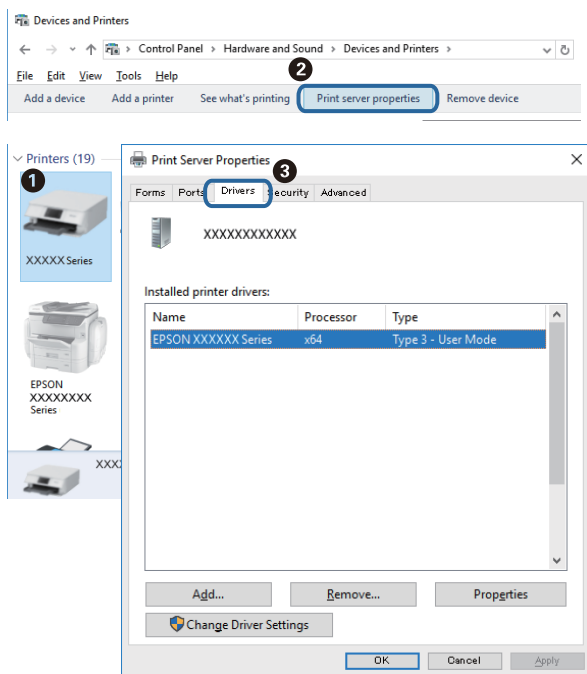 Devices and Printers
Control Panel > Hardware and Sound > Devices and Printers >
File Edit View Tools Help
2
Add a device Add a printer See what's printing Print server properties Remove device
Printers (19)
1
XXXXX Series
EPSON
XXXXXXXX
Series
XXX
Print Server Properties
3
Forms Ports Drivers Security Advanced
XXXXXXXXXXXX
Installed printer drivers:
Name Processor Type
EPSON XXXXXX Series x64 Type 3 - User Mode
Add... Remove... Properties
Change Driver Settings
OK Cancel Apply